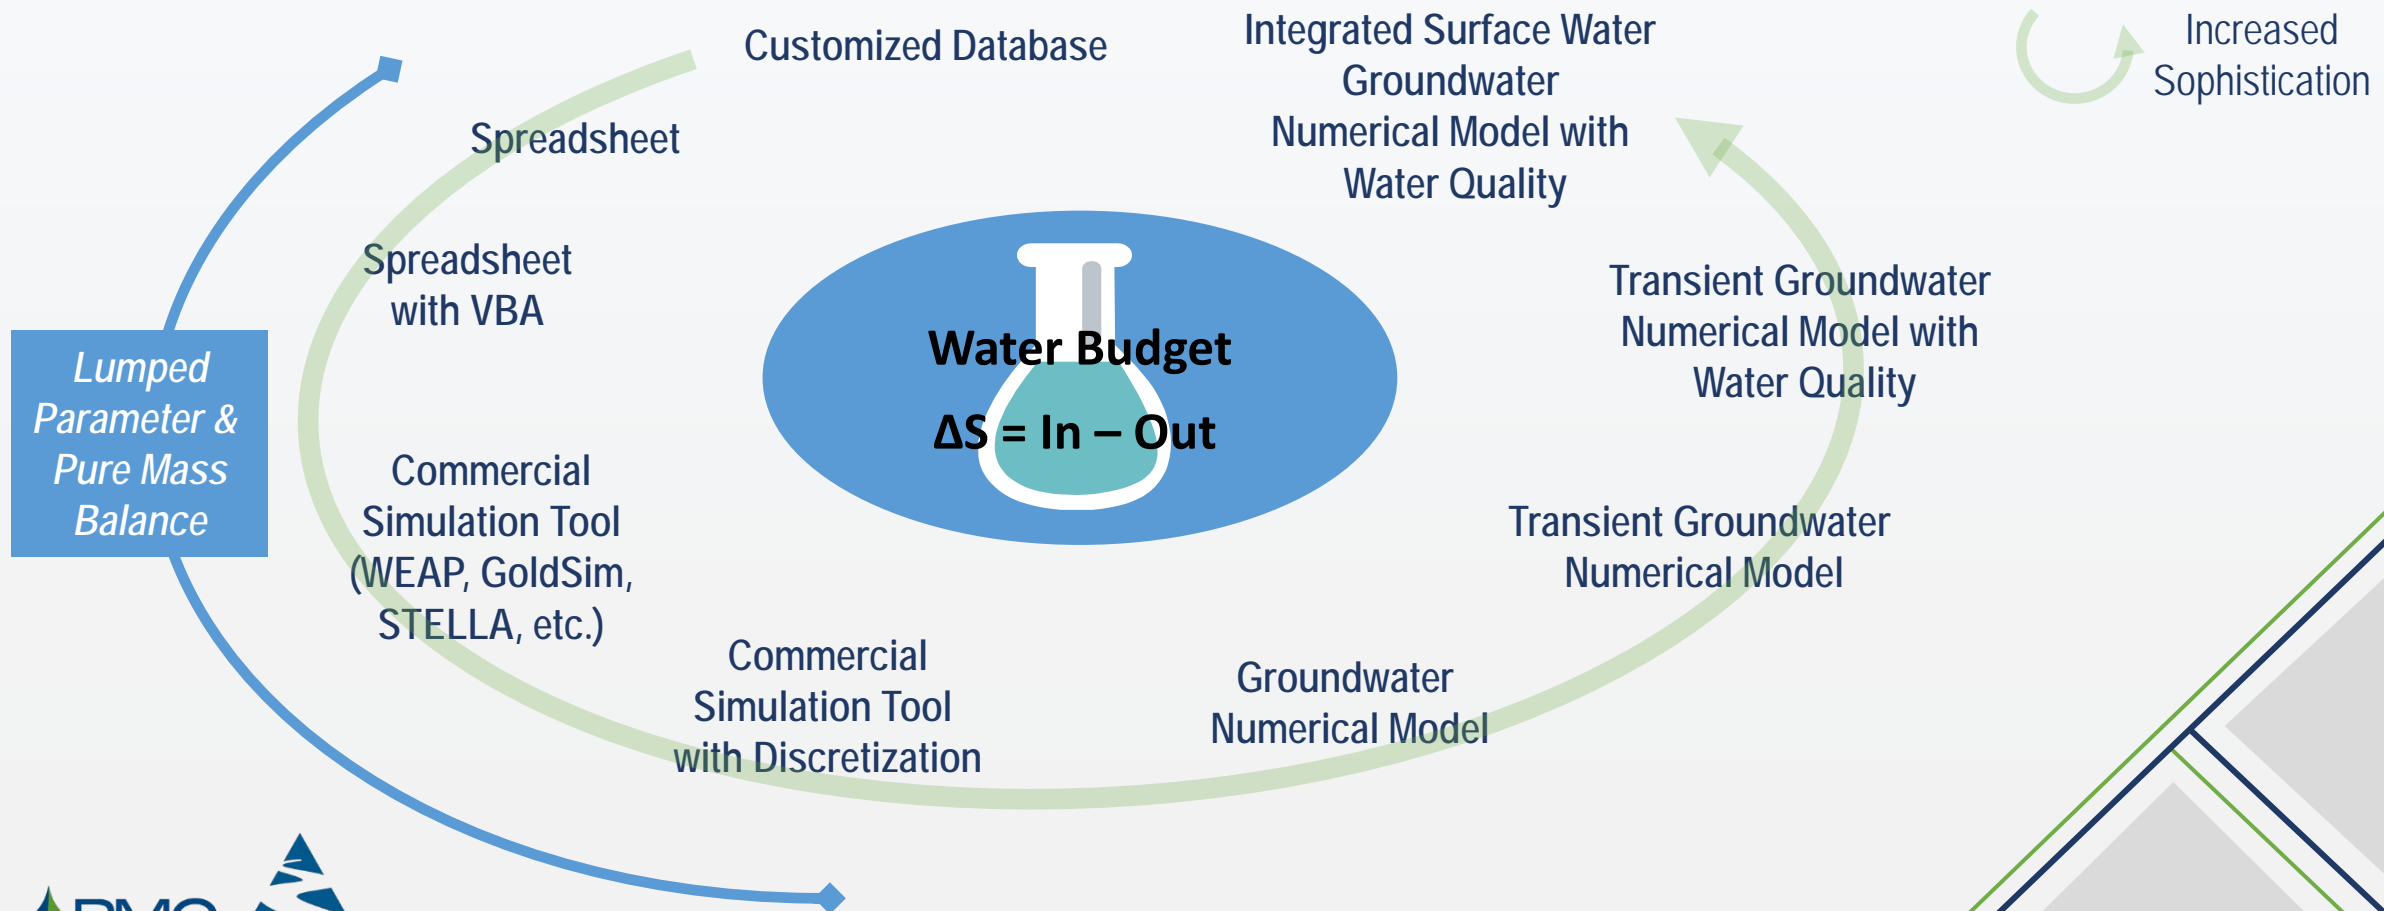 Customized Database
Integrated Surface Water
Groundwater
Numerical Model with
Water Quality
Increased
Sophistication
Spreadsheet
Spreadsheet
with VBA
Water Budget
ΔS = In – Out
Transient Groundwater
Numerical Model with
Water Quality
Lumped
Parameter &
Pure Mass
Balance
Commercial
Simulation Tool
(WEAP, GoldSim,
STELLA, etc.)
Transient Groundwater
Numerical Model
Commercial
Simulation Tool
with Discretization
Groundwater
Numerical Model